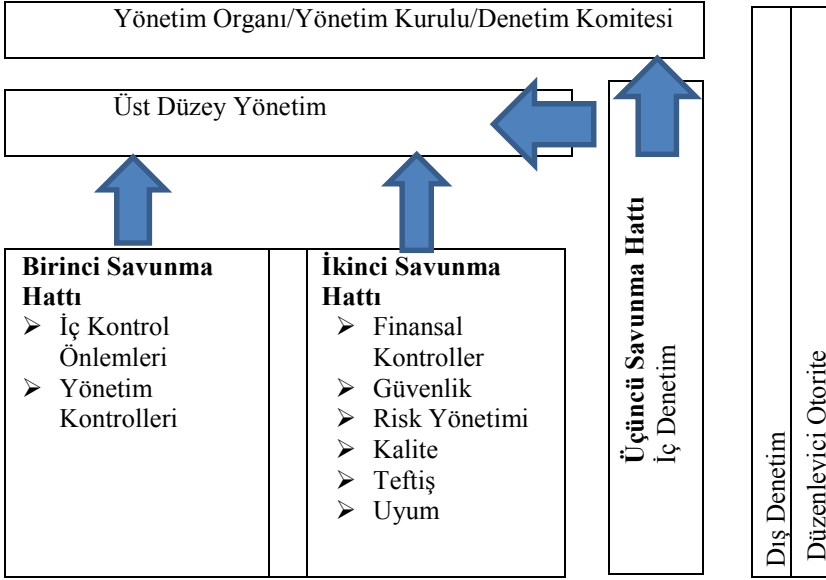 Yönetim Organı/Yönetim Kurulu/Denetim Komitesi
Üst Düzey Yönetim
Birinci Savunma
Hattı
➢ İç Kontrol
Önlemleri
➢ Yönetim
Kontrolleri
İkinci Savunma
Hattı
➢ Finansal
Kontroller
➢ Güvenlik
➢ Risk Yönetimi
➢ Kalite
➢ Teftiş
➢ Uyum
Üçüncü Savunma Hattı
İç Denetim
Dış Denetim
Düzenleyici Otorite